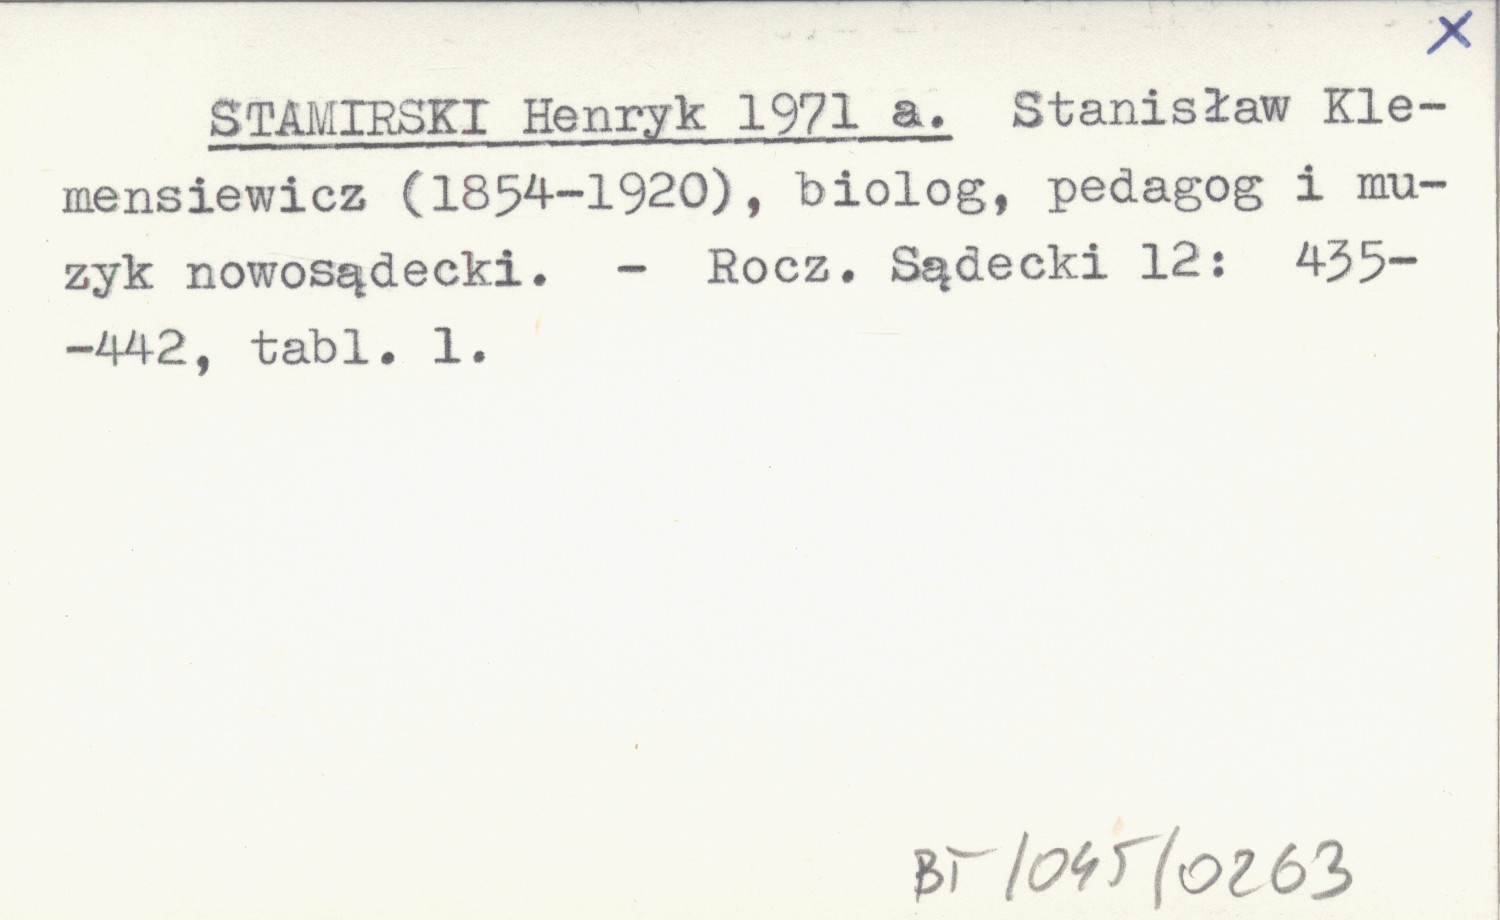 X
STAMIRSKI Henryk 1971 a. Stanisław Kle-
mensiewicz (1854-1920), biolog, pedagog i mu-
zyk nowosądecki. - Rocz. Sądecki 12: 435-
-442, tabl. 1.
BT/045/0263